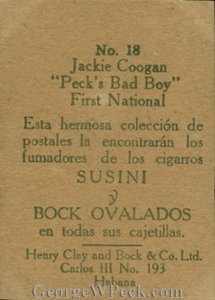 No. 18
Jackie Coogan
"Peck's Bad Boy"
First National
Esta hermosa colección de
postales la encontrarán los
fumadores de los cigarros
SUSINI
y
BOCK OVALADOS
en todas sus cajetillas.
Henry Clay and Bock & Co. Ltd.
Carlos III No. 193
Habana
GeorgeWPeck.com